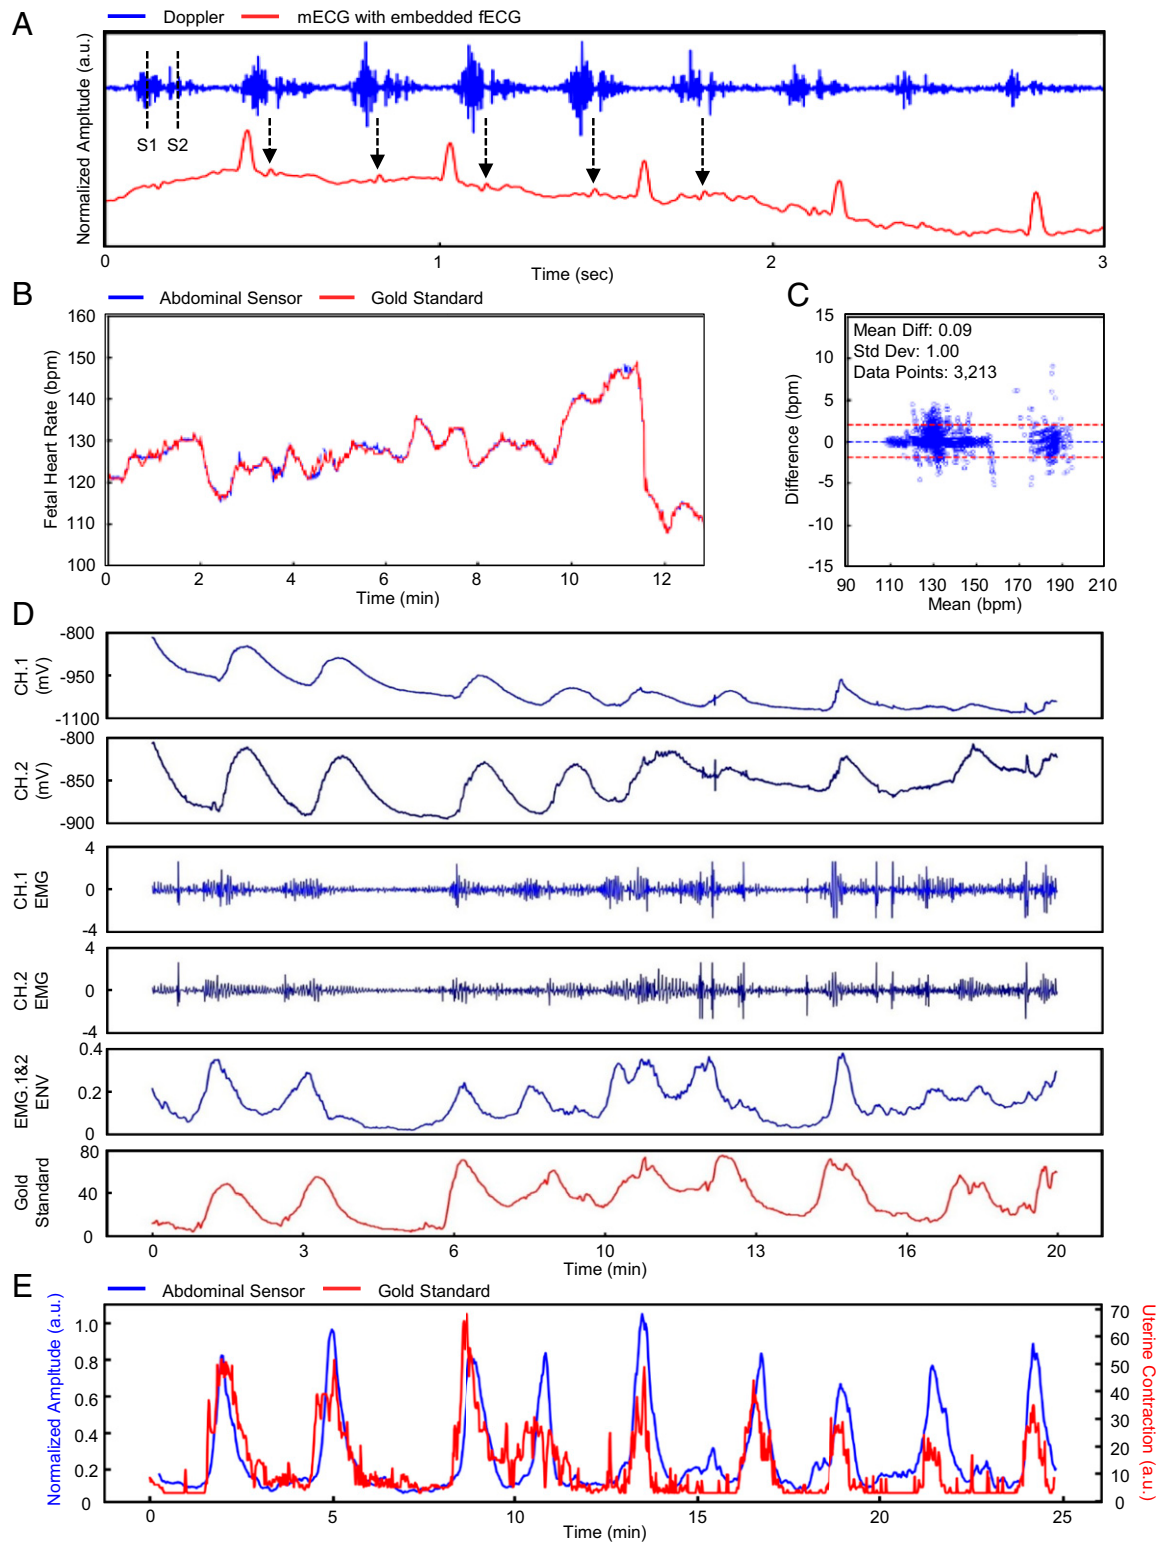 A
Doppler mECG with embedded fECG
Normalized Amplitude (a.u.)
S1 S2
0 1 2 3
Time (sec)
B
Abdominal Sensor Gold Standard
Fetal Heart Rate (bpm)
160
150
140
130
120
110
100
0 2 4 6 8 10 12
Time (min)
C
Difference (bpm)
15
10
5
0
-5
-10
-15
Mean Diff: 0.09
Std Dev: 1.00
Data Points: 3,213
90 110 130 150 170 190 210
Mean (bpm)
D
CH.1
(mV)
-800
-950
-1100
CH.2
(mV)
-800
-850
-900
CH.1
EMG
4
0
-4
CH.2
EMG
4
0
-4
EMG.1&2
ENV
0.4
0.2
0
Gold
Standard
80
40
0
0 3 6 10 13 16 20
Time (min)
E
Abdominal Sensor Gold Standard
Normalized Ampltude (a.u.)
1.0
0.8
0.6
0.4
0.2
0
70
60
50
40
30
20
10
0
Uterine Contraction (a.u.)
0 5 10 15 20 25
Time (min)